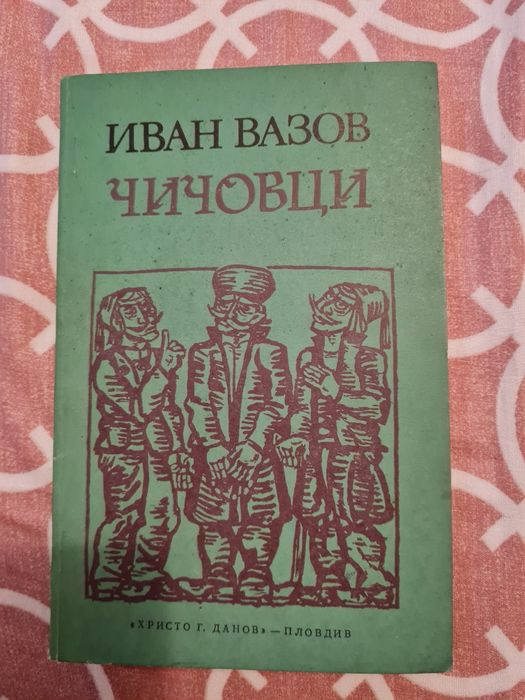 ИВАН ВАЗОВ
ЧИЧОВЦИ
«ХРИСТО Г. ДАНОВ» — ПЛОВДИВ